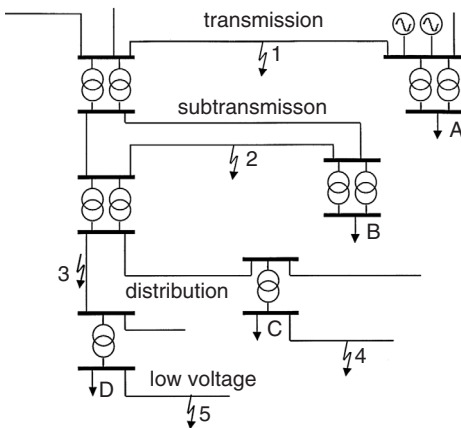 transmission
1
A
subtransmisson
2
B
3
distribution
C
4
D
low voltage
5